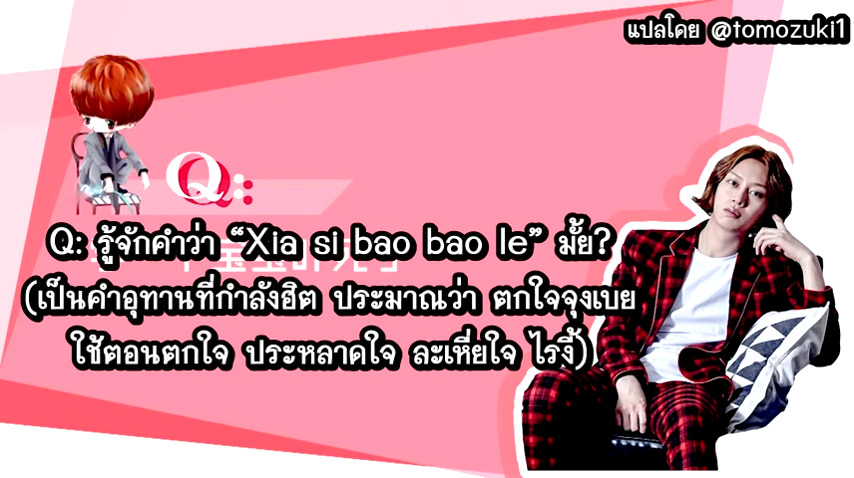 แปลโดย @tomozuki1
Q:
Q: รู้จักคำว่า “Xia si bao bao le” มั้ย?
(เป็นคำอุทานที่กำลังฮิต ประมาณว่า ตกใจจุงเบย
ใช้ตอนตกใจ ประหลาดใจ ละเหี่ยใจ ไรงี้)